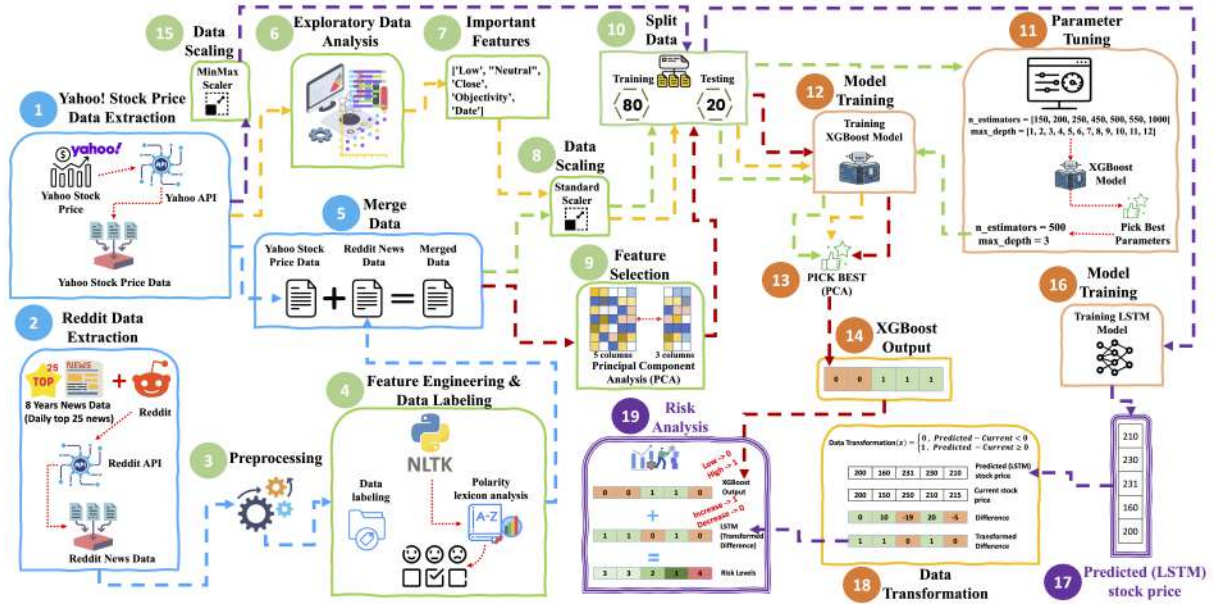 15
Data
Scaling
MinMax
Scaler
6
Exploratory Data
Analysis
7
Important
Features
['Low', "Neutral",
'Close',
'Objectivity',
'Date']
10
Split
Data
Training
Testing
80
20
11
Parameter
Tuning
n_estimators = [150, 200, 250, 450, 500, 550, 1000]
max_depth = [1, 2, 3, 4, 5, 6, 7, 8, 9, 10, 11, 12]
XGBoost
Model
Pick Best
Parameters
n_estimators = 500
max_depth = 3
12
Model
Training
Training
XGBoost Model
1
Yahoo! Stock Price
Data Extraction
yahoo!
API
Yahoo Stock
Price
Yahoo API
Yahoo Stock Price Data
8
Data
Scaling
Standard
Scaler
5
Merge
Data
Yahoo Stock
Price Data
Reddit News
Data
Merged
Data
9
Feature
Selection
5 columns
3 columns
Principal Component
Analysis (PCA)
13
PICK BEST
(PCA)
14
XGBoost
Output
0 0 1 1 1
16
Model
Training
Training LSTM
Model
2
Reddit Data
Extraction
TOP 25
NEWS
8 Years News Data
(Daily top 25 news)
Reddit
API
Reddit API
Reddit News Data
3
Preprocessing
4
Feature Engineering &
Data Labeling
NLTK
Data
labeling
Polarity
lexicon analysis
A-Z
19
Risk
Analysis
Low -> 0
High -> 1
0 0 1 1 0
XGBoost
Output
+
Increase -> 1
Decrease -> 0
1 1 0 1 0
LSTM
(Transformed
Difference)
=
3 3 2 1 4
Risk Levels
Data Transformation(x) = {0, Predicted − Current < 0
1, Predicted − Current ≥ 0
200 160 231 230 210
Predicted (LSTM)
stock price
200 150 250 210 215
Current stock
price
0 10 -19 20 -5
Difference
1 1 0 1 0
Transformed
Difference
18
Data
Transformation
210
230
231
160
200
17
Predicted (LSTM)
stock price